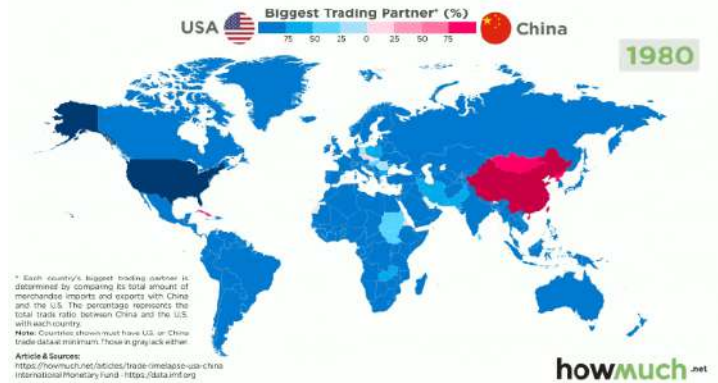 Biggest Trading Partner* (%)
USA
China
75 50 25 0 25 50 75
1980
* Each country's biggest trading partner is
determined by comparing its total amount of
merchandise imports and exports with China
and the U.S. The percentage represents the
total trade ratio between China and the U.S.
with each country.
Note: Countries shown must have U.S. or China
trade data at minimum. Those in gray lack either.
Article & Sources:
https://howmuch.net/articles/trade-timelapse-usa-china
International Monetary Fund - https://data.imf.org
howmuch.net